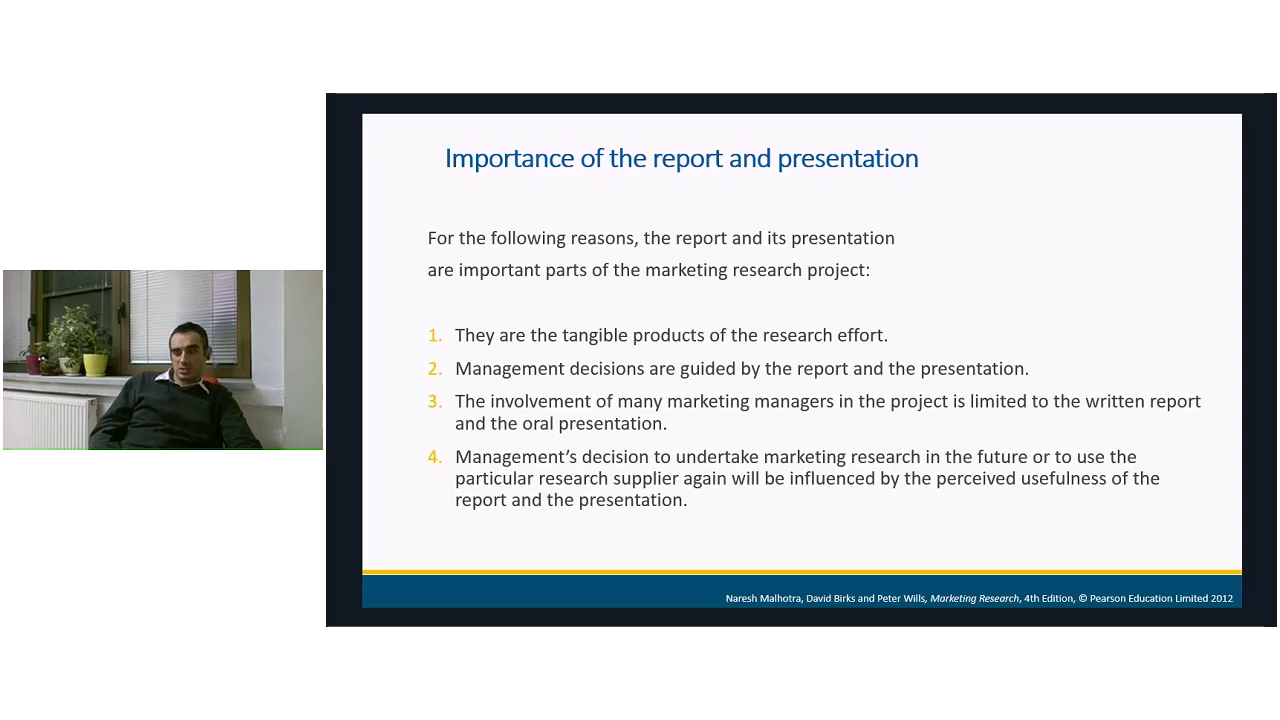 Importance of the report and presentation
For the following reasons, the report and its presentation
are important parts of the marketing research project:
1. They are the tangible products of the research effort.
2. Management decisions are guided by the report and the presentation.
3. The involvement of many marketing managers in the project is limited to the written report
and the oral presentation.
4. Management’s decision to undertake marketing research in the future or to use the
particular research supplier again will be influenced by the perceived usefulness of the
report and the presentation.
Naresh Malhotra, David Birks and Peter Wills, Marketing Research, 4th Edition, © Pearson Education Limited 2012